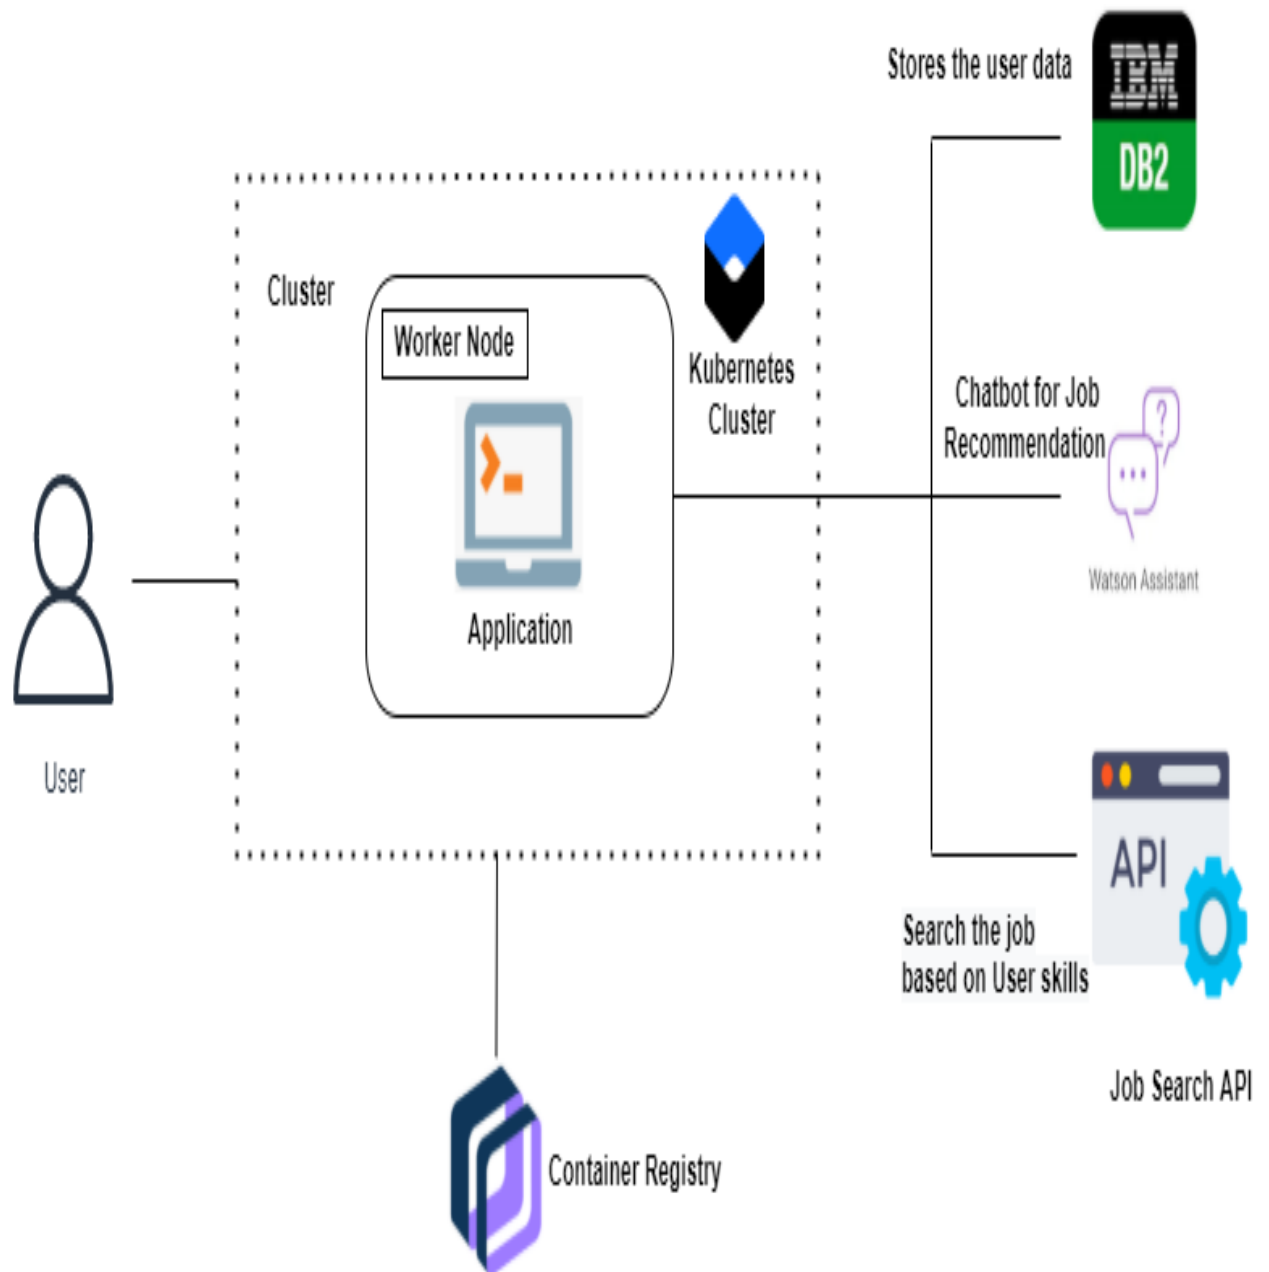 Stores the user data
IBM
DB2
Cluster
Worker Node
Kubernetes
Cluster
Chatbot for Job
Recommendation
?
Watson Assistant
Application
User
API
Search the job
based on User skills
Job Search API
Container Registry